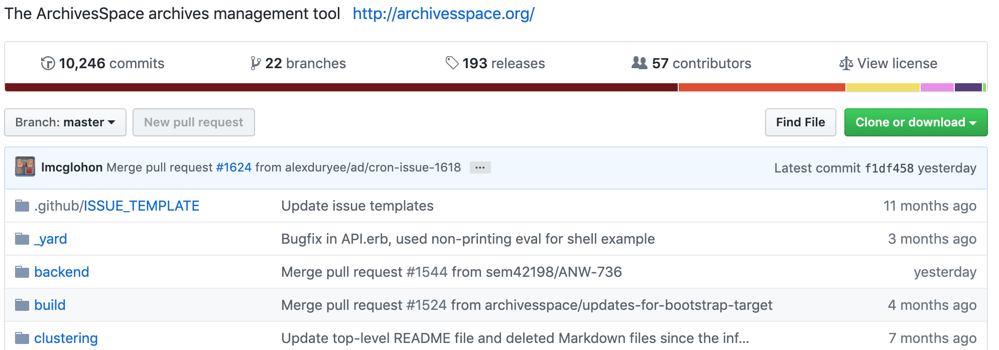 The ArchivesSpace archives management tool http://archivesspace.org/
10,246 commits 22 branches 193 releases 57 contributors View license
Branch: master New pull request Find File Clone or download
lmcglohon Merge pull request #1624 from alexduryee/ad/cron-issue-1618 ... Latest commit f1df458 yesterday
.github/ISSUE_TEMPLATE Update issue templates 11 months ago
_yard Bugfix in API.erb, used non-printing eval for shell example 3 months ago
backend Merge pull request #1544 from sem42198/ANW-736 yesterday
build Merge pull request #1524 from archivesspace/updates-for-bootstrap-target 4 months ago
clustering Update top-level README file and deleted Markdown files since the inf... 7 months ago